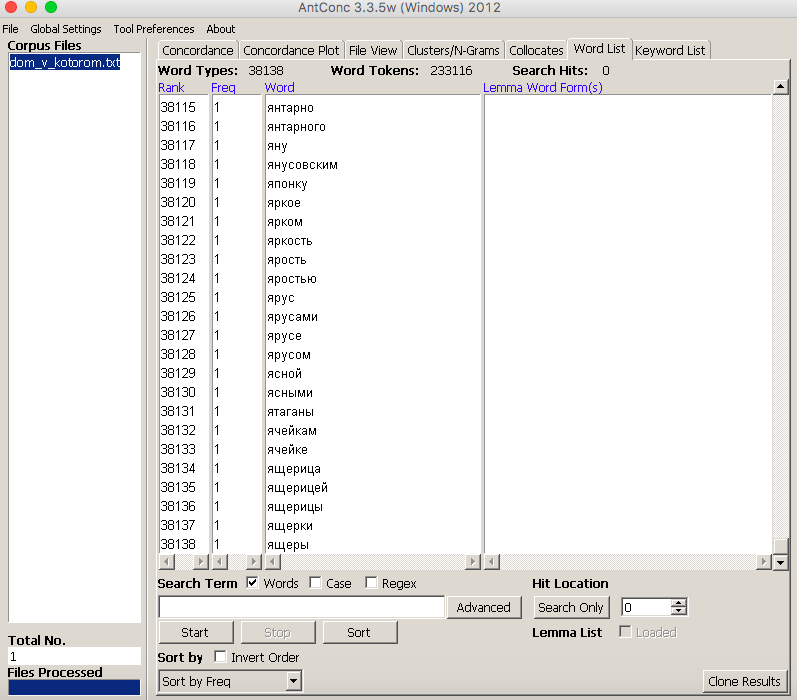 AntConc 3.3.5w (Windows) 2012
File Global Settings Tool Preferences About
Corpus Files
dom_v_kotorom.txt
Concordance Concordance Plot File View Clusters/N-Grams Collocates Word List Keyword List
Word Types: 38138 Word Tokens: 233116 Search Hits: 0
Rank Freq Word Lemma Word Form(s)
38115 1 янтарно
38116 1 янтарного
38117 1 яну
38118 1 янусовским
38119 1 японку
38120 1 яркое
38121 1 ярком
38122 1 яркость
38123 1 ярость
38124 1 яростью
38125 1 ярус
38126 1 ярусами
38127 1 ярусе
38128 1 ярусом
38129 1 ясной
38130 1 ясными
38131 1 ятаганы
38132 1 ячейкам
38133 1 ячейке
38134 1 ящерица
38135 1 ящерицей
38136 1 ящерицы
38137 1 ящерки
38138 1 ящеры
Search Term Words Case Regex Hit Location
Advanced Search Only 0
Start Stop Sort Lemma List Loaded
Total No.
1
Files Processed
Sort by Invert Order
Sort by Freq Clone Results